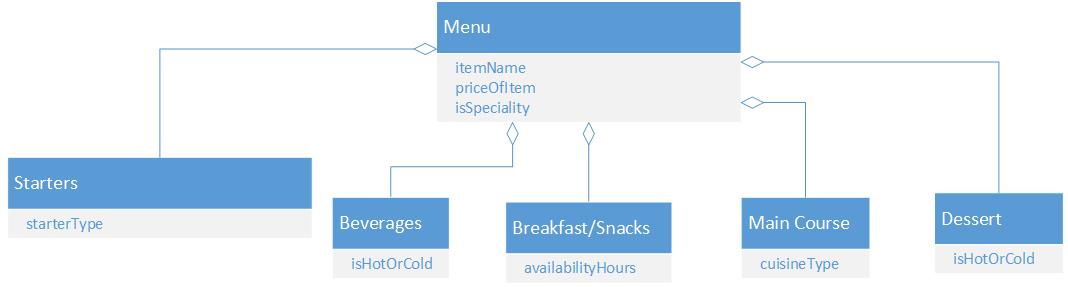 Menu
itemName
priceOfItem
isSpeciality
Starters
starterType
Beverages
isHotOrCold
Breakfast/Snacks
availabilityHours
Main Course
cuisineType
Dessert
isHotOrCold